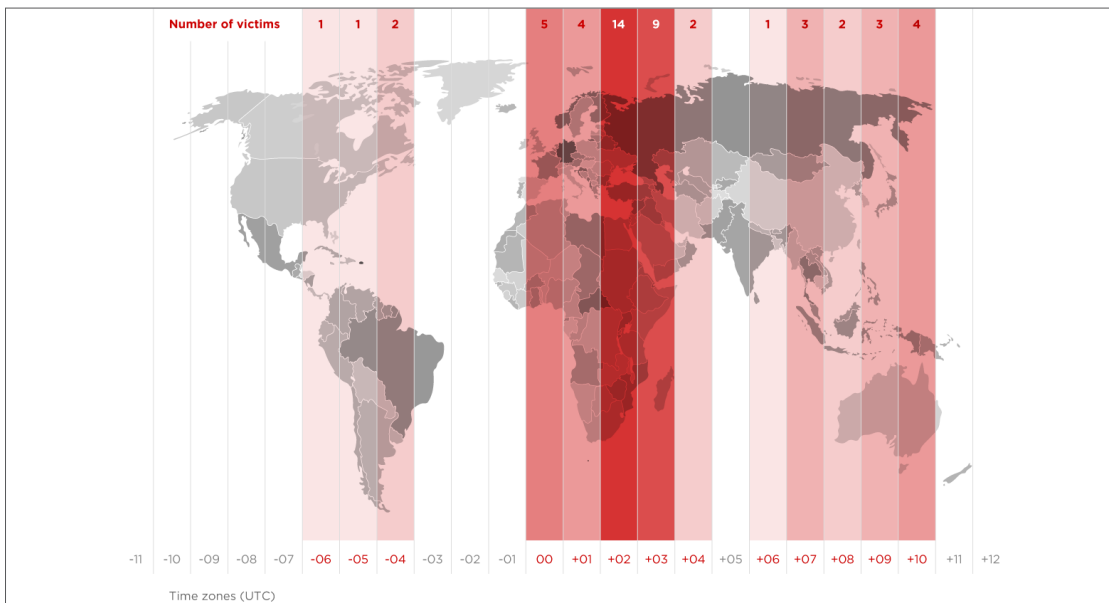 Number of victims 1 1 2 5 4 14 9 2 1 3 2 3 4
-11 -10 -09 -08 -07 -06 -05 -04 -03 -02 -01 00 +01 +02 +03 +04 +05 +06 +07 +08 +09 +10 +11 +12
Time zones (UTC)